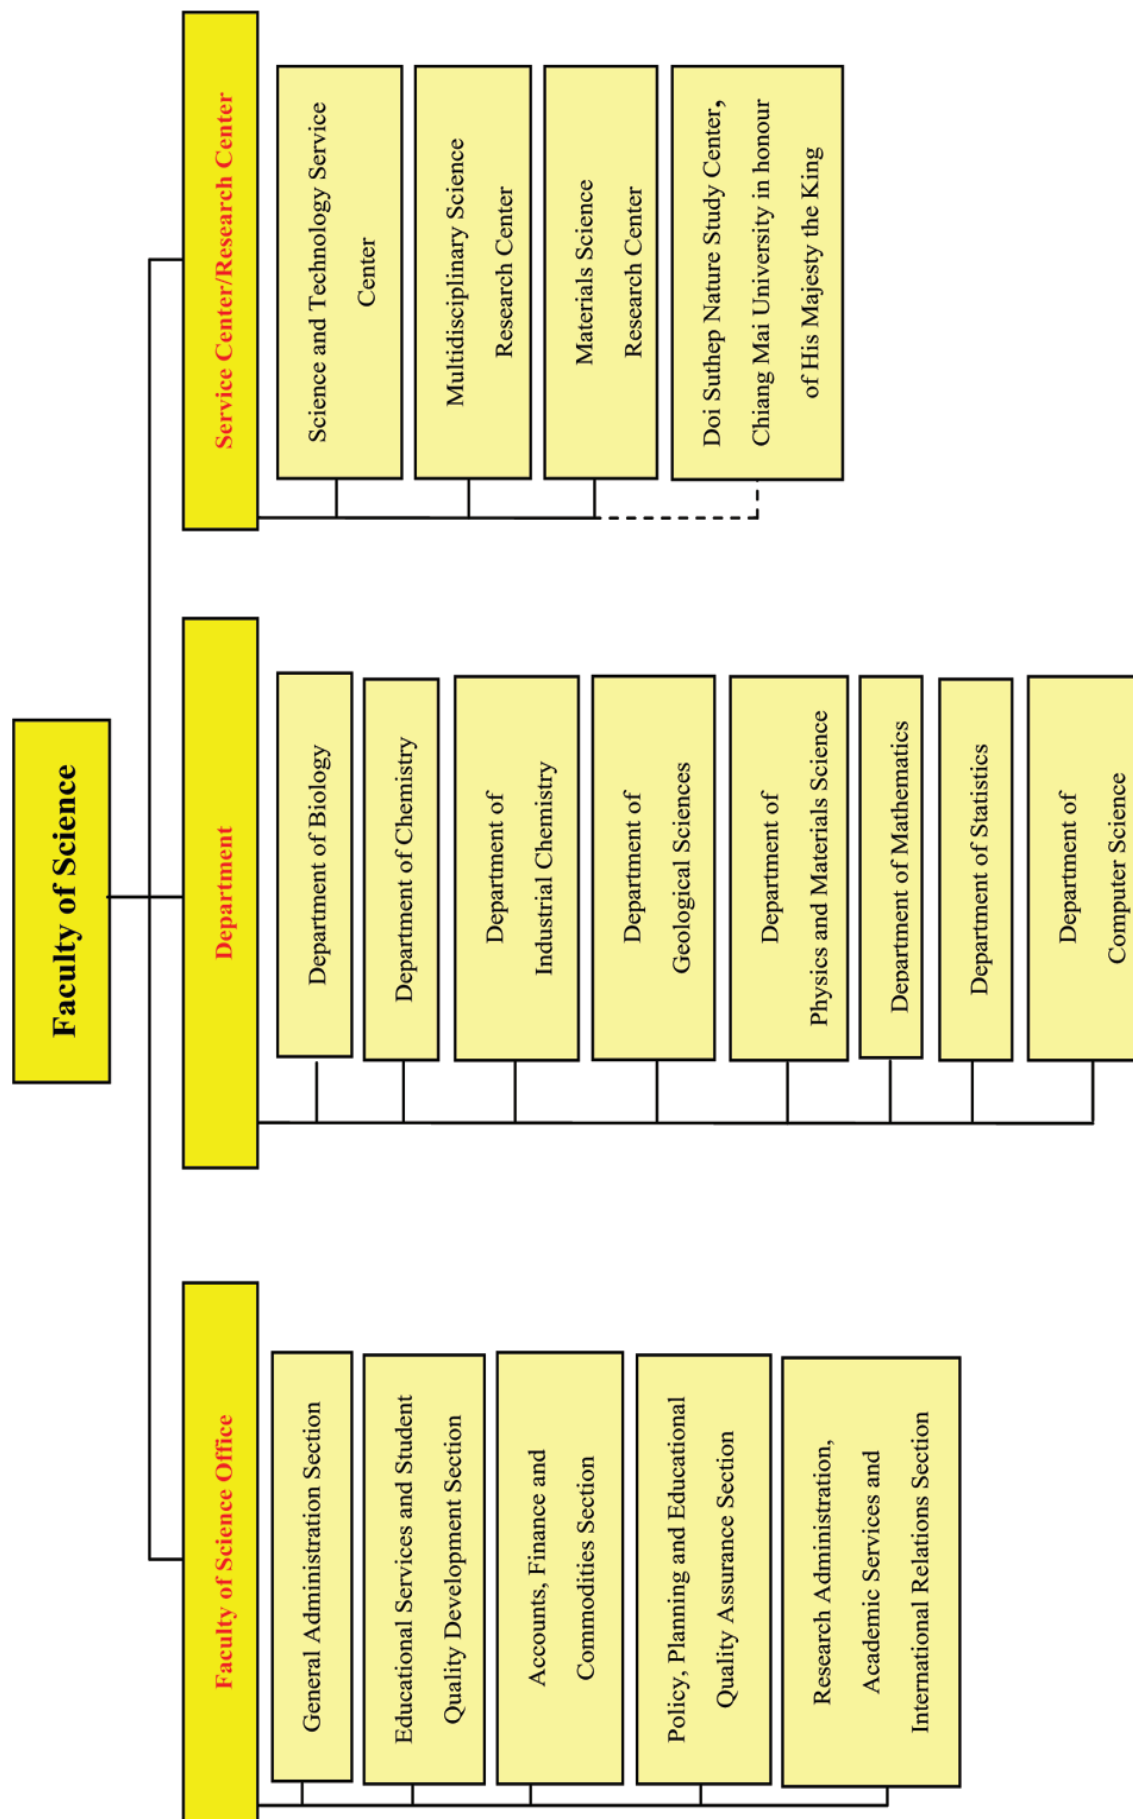 Faculty of Science
Faculty of Science Office
General Administration Section
Educational Services and Student
Quality Development Section
Accounts, Finance and
Commodities Section
Policy, Planning and Educational
Quality Assurance Section
Research Administration,
Academic Services and
International Relations Section
Department
Department of Biology
Department of Chemistry
Department of
Industrial Chemistry
Department of
Geological Sciences
Department of
Physics and Materials Science
Department of Mathematics
Department of Statistics
Department of
Computer Science
Service Center/Research Center
Science and Technology Service
Center
Multidisciplinary Science
Research Center
Materials Science
Research Center
Doi Suthep Nature Study Center,
Chiang Mai University in honour
of His Majesty the King